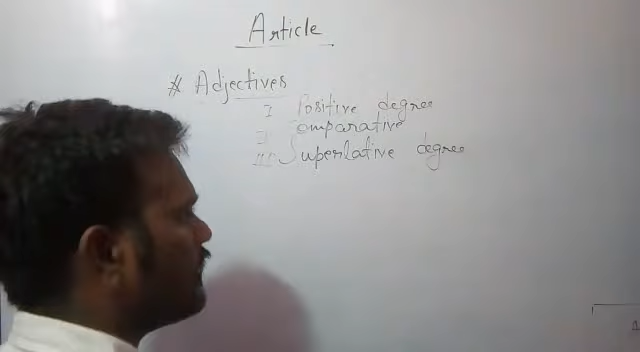 Article
# Adjectives
I Positive degree
II Comparative
III Superlative degree